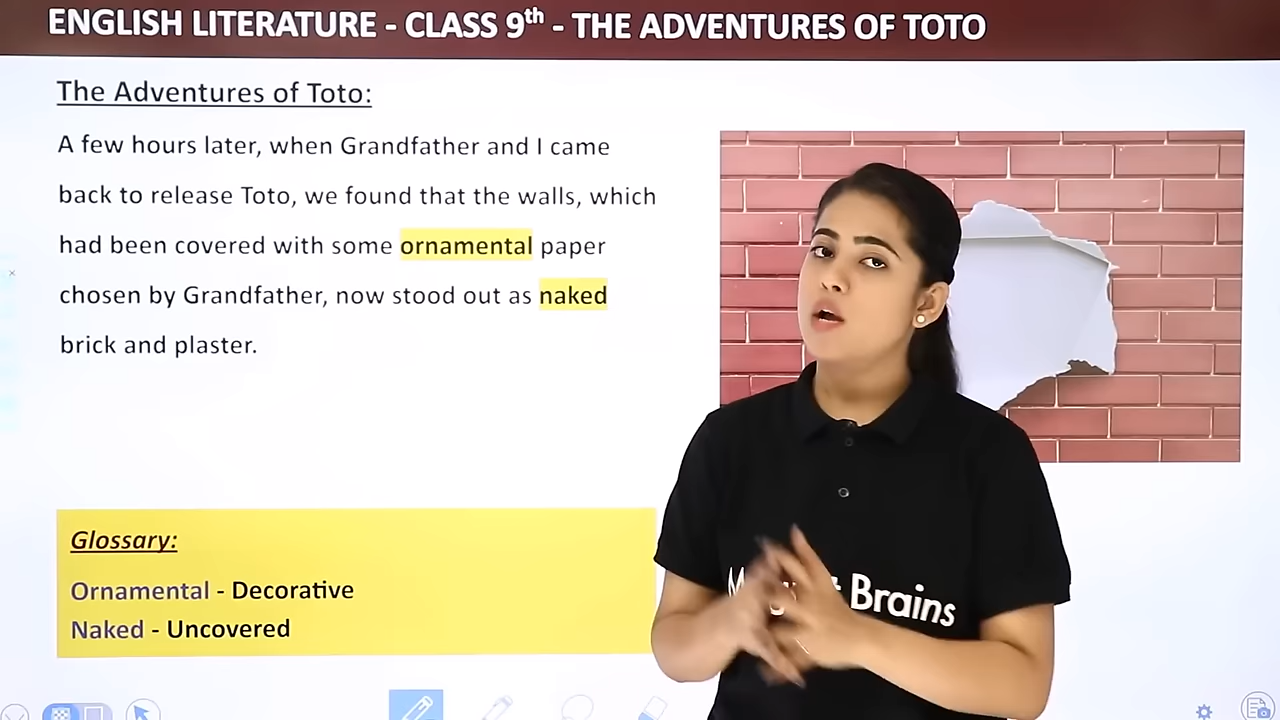 ENGLISH LITERATURE - CLASS 9th - THE ADVENTURES OF TOTO
The Adventures of Toto:
A few hours later, when Grandfather and I came
back to release Toto, we found that the walls, which
had been covered with some ornamental paper
chosen by Grandfather, now stood out as naked
brick and plaster.
Glossary:
Ornamental - Decorative
Naked - Uncovered
Brains